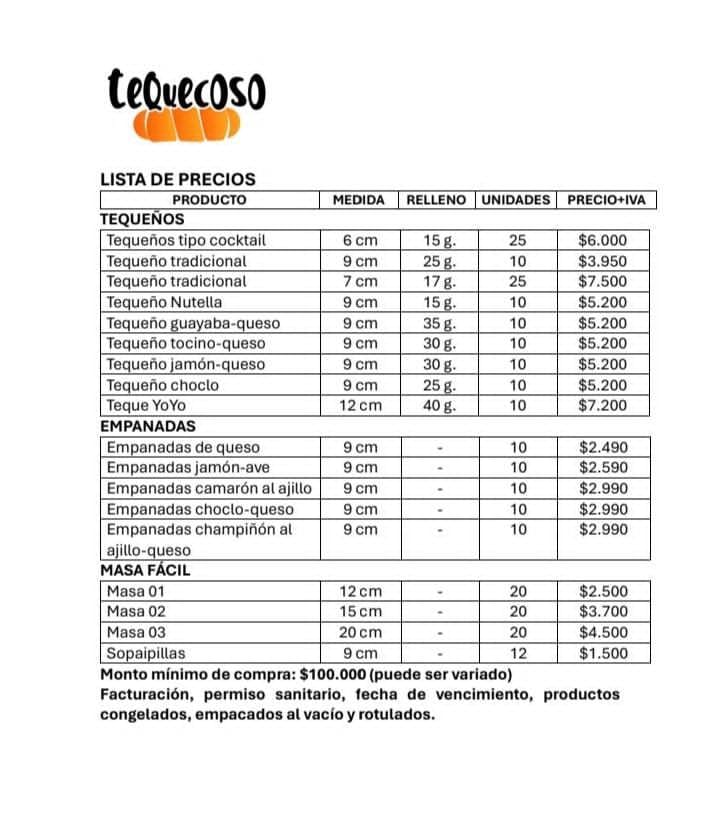 tequecoso
LISTA DE PRECIOS
PRODUCTO MEDIDA RELLENO UNIDADES PRECIO+IVA
TEQUEÑOS
Tequeños tipo cocktail 6 cm 15 g. 25 $6.000
Tequeño tradicional 9 cm 25 g. 10 $3.950
Tequeño tradicional 7 cm 17 g. 25 $7.500
Tequeño Nutella 9 cm 15 g. 10 $5.200
Tequeño guayaba-queso 9 cm 35 g. 10 $5.200
Tequeño tocino-queso 9 cm 30 g. 10 $5.200
Tequeño jamón-queso 9 cm 30 g. 10 $5.200
Tequeño choclo 9 cm 25 g. 10 $5.200
Teque YoYo 12 cm 40 g. 10 $7.200
EMPANADAS
Empanadas de queso 9 cm - 10 $2.490
Empanadas jamón-ave 9 cm - 10 $2.590
Empanadas camarón al ajillo 9 cm - 10 $2.990
Empanadas choclo-queso 9 cm - 10 $2.990
Empanadas champiñón al 9 cm - 10 $2.990
ajillo-queso
MASA FÁCIL
Masa 01 12 cm - 20 $2.500
Masa 02 15 cm - 20 $3.700
Masa 03 20 cm - 20 $4.500
Sopaipillas 9 cm - 12 $1.500
Monto mínimo de compra: $100.000 (puede ser variado)
Facturación, permiso sanitario, fecha de vencimiento, productos
congelados, empacados al vacío y rotulados.